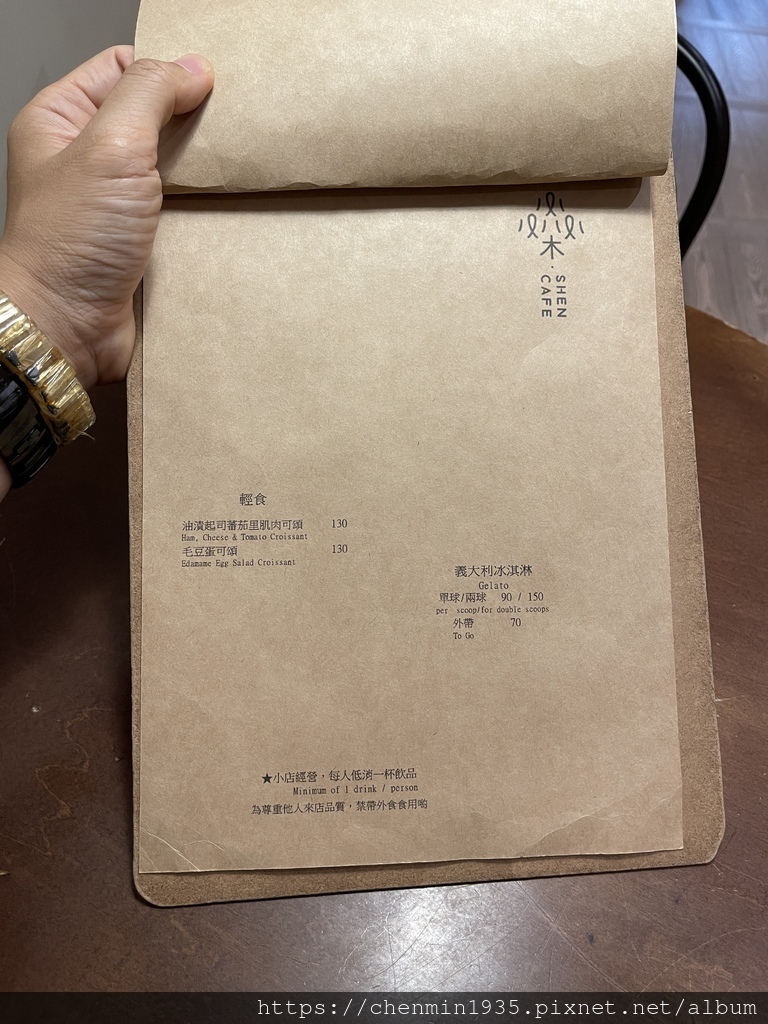 SHEN
CAFE
輕食
油漬起司蕃茄里肌肉可頌 130
Ham, Cheese & Tomato Croissant
毛豆蛋可頌 130
Edamame Egg Salad Croissant
義大利冰淇淋
Gelato
單球/兩球 90 / 150
per scoop/for double scoops
外帶 70
To Go
★小店經營,每人低消一杯飲品
Minimum of 1 drink / person
為尊重他人來店品質,禁帶外食食用喲
https://chenmin1935.pixnet.net/album